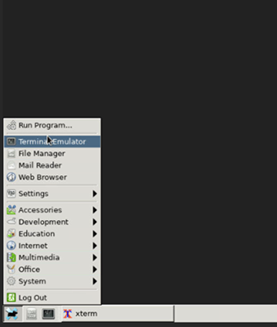 Run Program...
Terminal Emulator
File Manager
Mail Reader
Web Browser
Settings
Accessories
Development
Education
Internet
Multimedia
Office
System
Log Out
xterm